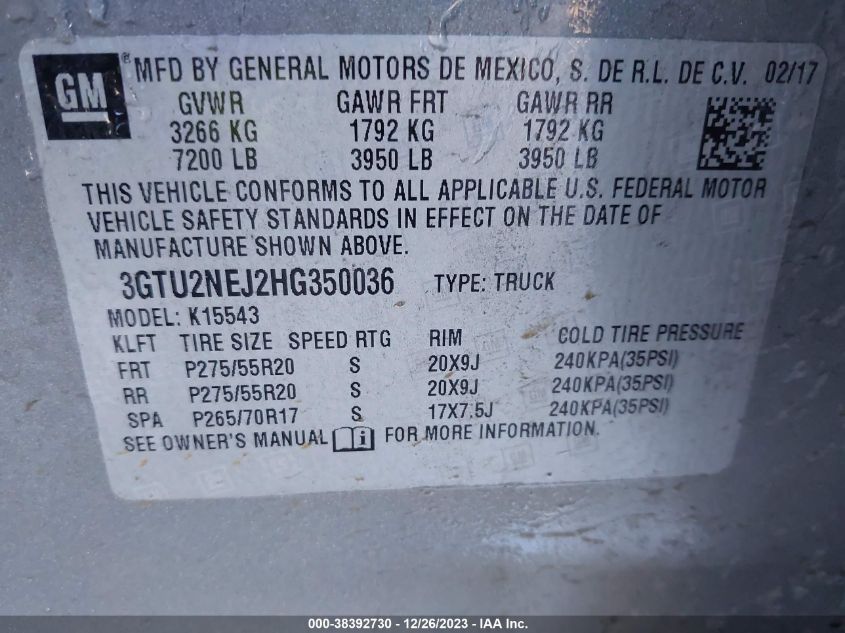 GM ® MFD BY GENERAL MOTORS DE MEXICO, S. DE R.L. DE C.V. 02/17
GVWR GAWR FRT GAWR RR
3266 KG 1792 KG 1792 KG
7200 LB 3950 LB 3950 LB
THIS VEHICLE CONFORMS TO ALL APPLICABLE U.S. FEDERAL MOTOR
VEHICLE SAFETY STANDARDS IN EFFECT ON THE DATE OF
MANUFACTURE SHOWN ABOVE.
3GTU2NEJ2HG350036 TYPE: TRUCK
MODEL: K15543
KLFT TIRE SIZE SPEED RTG RIM COLD TIRE PRESSURE
FRT P275/55R20 S 20X9J 240KPA(35PSI)
RR P275/55R20 S 20X9J 240KPA(35PSI)
SPA P265/70R17 S 17X7.5J 240KPA(35PSI)
SEE OWNER'S MANUAL i FOR MORE INFORMATION.
000-38392730 - 12/26/2023 - IAA Inc.